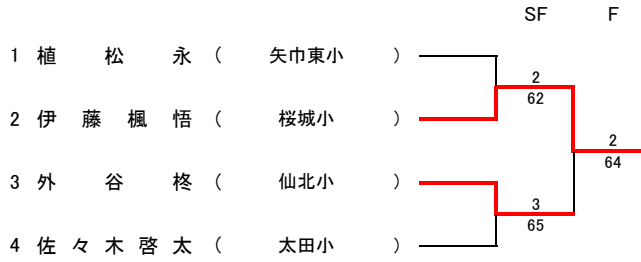 SF F
1 植 松 永 ( 矢巾東小 )
2
62
2 伊 藤 楓 悟 ( 桜城小 )
2
64
3 外 谷 柊 ( 仙北小 )
3
65
4 佐 々 木 啓 太 ( 太田小 )